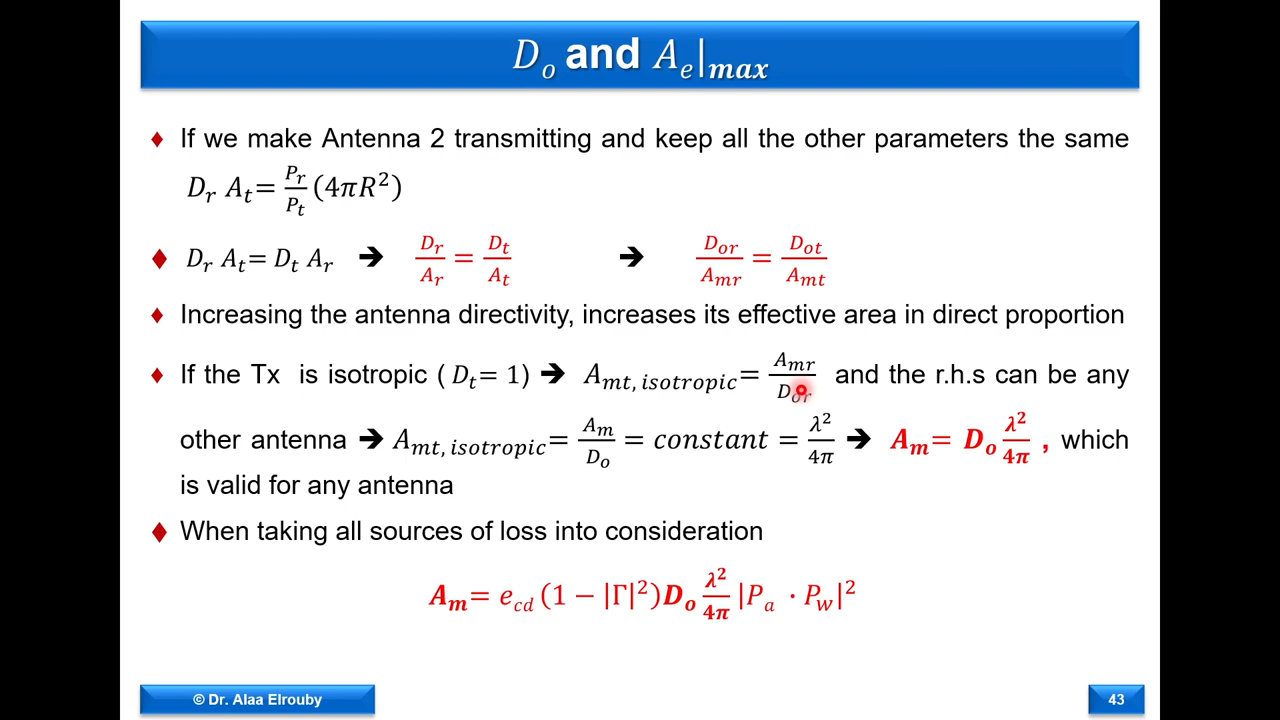 D_o and A_e|_max
♦ If we make Antenna 2 transmitting and keep all the other parameters the same
D_r A_t= P_r/P_t (4πR²)
♦ D_r A_t= D_t A_r ➔ D_r/A_r = D_t/A_t ➔ D_or/A_mr = D_ot/A_mt
♦ Increasing the antenna directivity, increases its effective area in direct proportion
♦ If the Tx is isotropic ( D_t= 1) ➔ A_mt, isotropic= A_mr/D_or and the r.h.s can be any
other antenna ➔ A_mt, isotropic= A_m/D_o = constant = λ²/4π ➔ A_m= D_o λ²/4π , which
is valid for any antenna
♦ When taking all sources of loss into consideration
A_m= e_cd (1 − |Γ|²)D_o λ²/4π |P_a · P_w|²
© Dr. Alaa Elrouby
43